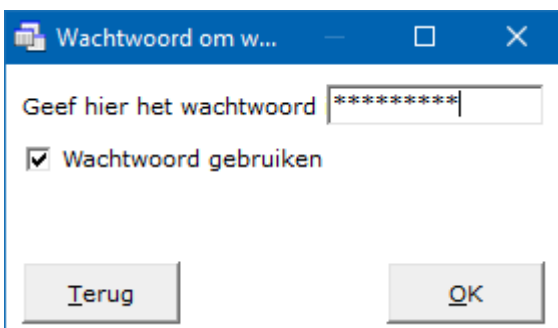 Wachtwoord om w...
Geef hier het wachtwoord *********
Wachtwoord gebruiken
Terug OK